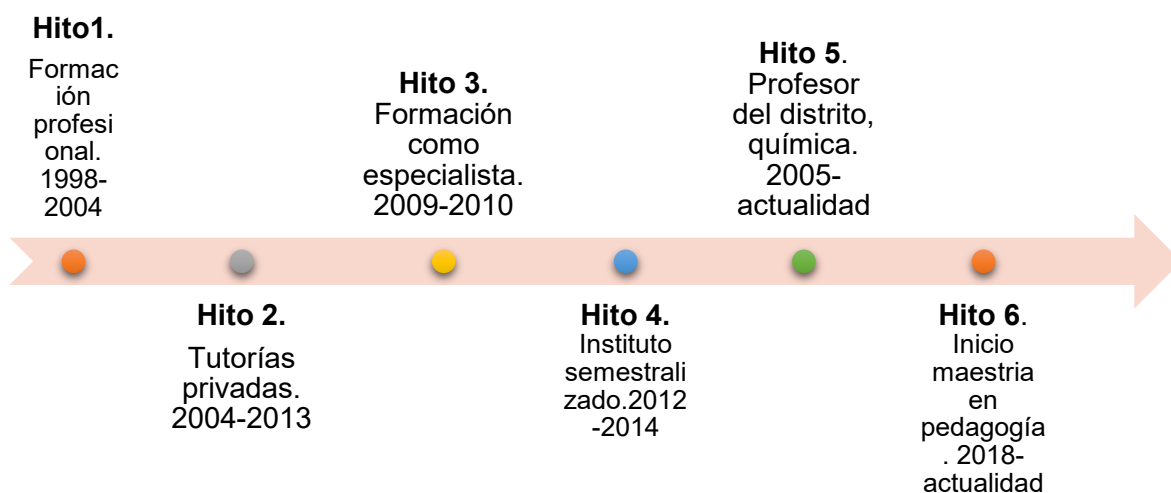 Hito1.
Formac
ión
profesi
onal.
1998-
2004
Hito 2.
Tutorías
privadas.
2004-2013
Hito 3.
Formación
como
especialista.
2009-2010
Hito 4.
Instituto
semestrali
zado.2012
-2014
Hito 5.
Profesor
del distrito,
química.
2005-
actualidad
Hito 6.
Inicio
maestria
en
pedagogía
. 2018-
actualidad